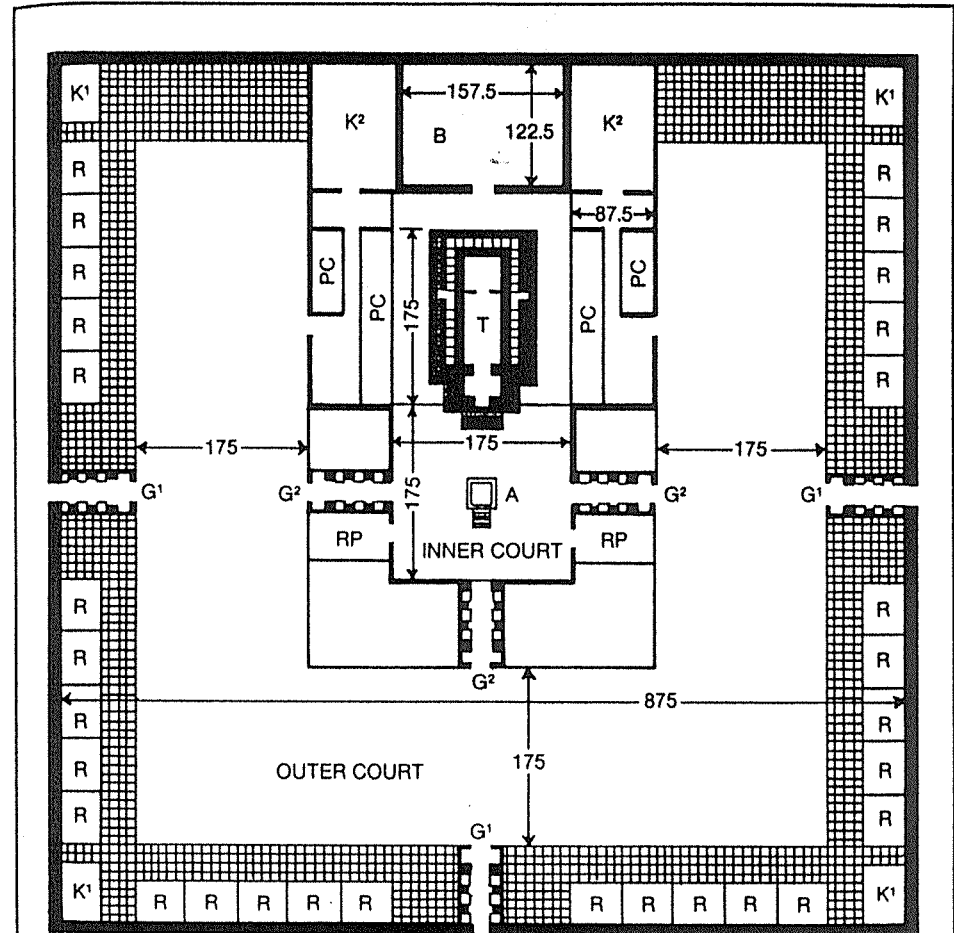 K¹ K² 157.5 B 122.5 K² K¹
R R
87.5
R R
PC PC 175 T PC PC
R R
R R
R R
175 175 175
G¹ G² 175 A G² G¹
RP INNER COURT RP
R R
R R
G²
875
R R
175
R OUTER COURT R
R R
G¹
K¹ R R R R R R R R R R K¹